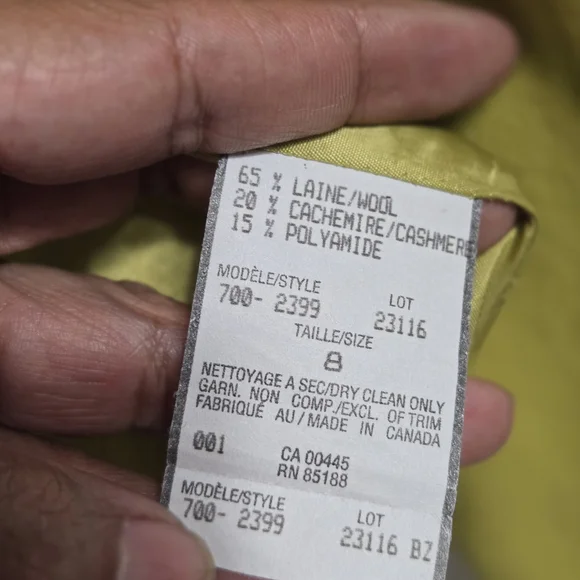 65 % LAINE/WOOL
20 % CACHEMIRE/CASHMERE
15 % POLYAMIDE
MODÈLE/STYLE
700- 2399
LOT
23116
TAILLE/SIZE
8
NETTOYAGE A SEC/DRY CLEAN ONLY
GARN. NON COMP./EXCL. OF TRIM
FABRIQUÉ AU / MADE IN CANADA
001
CA 00445
RN 85188
MODÈLE/STYLE
700- 2399
LOT
23116 BZ